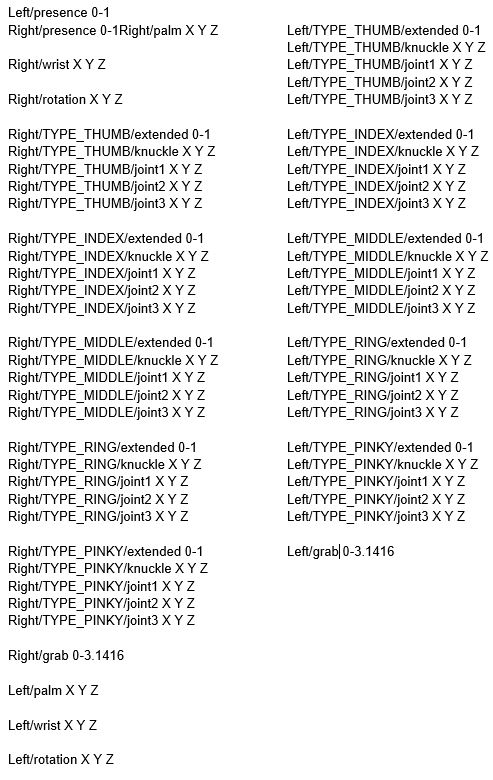 Left/presence 0-1
Right/presence 0-1Right/palm X Y Z
Right/wrist X Y Z
Right/rotation X Y Z
Right/TYPE_THUMB/extended 0-1
Right/TYPE_THUMB/knuckle X Y Z
Right/TYPE_THUMB/joint1 X Y Z
Right/TYPE_THUMB/joint2 X Y Z
Right/TYPE_THUMB/joint3 X Y Z
Right/TYPE_INDEX/extended 0-1
Right/TYPE_INDEX/knuckle X Y Z
Right/TYPE_INDEX/joint1 X Y Z
Right/TYPE_INDEX/joint2 X Y Z
Right/TYPE_INDEX/joint3 X Y Z
Right/TYPE_MIDDLE/extended 0-1
Right/TYPE_MIDDLE/knuckle X Y Z
Right/TYPE_MIDDLE/joint1 X Y Z
Right/TYPE_MIDDLE/joint2 X Y Z
Right/TYPE_MIDDLE/joint3 X Y Z
Right/TYPE_RING/extended 0-1
Right/TYPE_RING/knuckle X Y Z
Right/TYPE_RING/joint1 X Y Z
Right/TYPE_RING/joint2 X Y Z
Right/TYPE_RING/joint3 X Y Z
Right/TYPE_PINKY/extended 0-1
Right/TYPE_PINKY/knuckle X Y Z
Right/TYPE_PINKY/joint1 X Y Z
Right/TYPE_PINKY/joint2 X Y Z
Right/TYPE_PINKY/joint3 X Y Z
Right/grab 0-3.1416
Left/palm X Y Z
Left/wrist X Y Z
Left/rotation X Y Z
Left/TYPE_THUMB/extended 0-1
Left/TYPE_THUMB/knuckle X Y Z
Left/TYPE_THUMB/joint1 X Y Z
Left/TYPE_THUMB/joint2 X Y Z
Left/TYPE_THUMB/joint3 X Y Z
Left/TYPE_INDEX/extended 0-1
Left/TYPE_INDEX/knuckle X Y Z
Left/TYPE_INDEX/joint1 X Y Z
Left/TYPE_INDEX/joint2 X Y Z
Left/TYPE_INDEX/joint3 X Y Z
Left/TYPE_MIDDLE/extended 0-1
Left/TYPE_MIDDLE/knuckle X Y Z
Left/TYPE_MIDDLE/joint1 X Y Z
Left/TYPE_MIDDLE/joint2 X Y Z
Left/TYPE_MIDDLE/joint3 X Y Z
Left/TYPE_RING/extended 0-1
Left/TYPE_RING/knuckle X Y Z
Left/TYPE_RING/joint1 X Y Z
Left/TYPE_RING/joint2 X Y Z
Left/TYPE_RING/joint3 X Y Z
Left/TYPE_PINKY/extended 0-1
Left/TYPE_PINKY/knuckle X Y Z
Left/TYPE_PINKY/joint1 X Y Z
Left/TYPE_PINKY/joint2 X Y Z
Left/TYPE_PINKY/joint3 X Y Z
Left/grab 0-3.1416